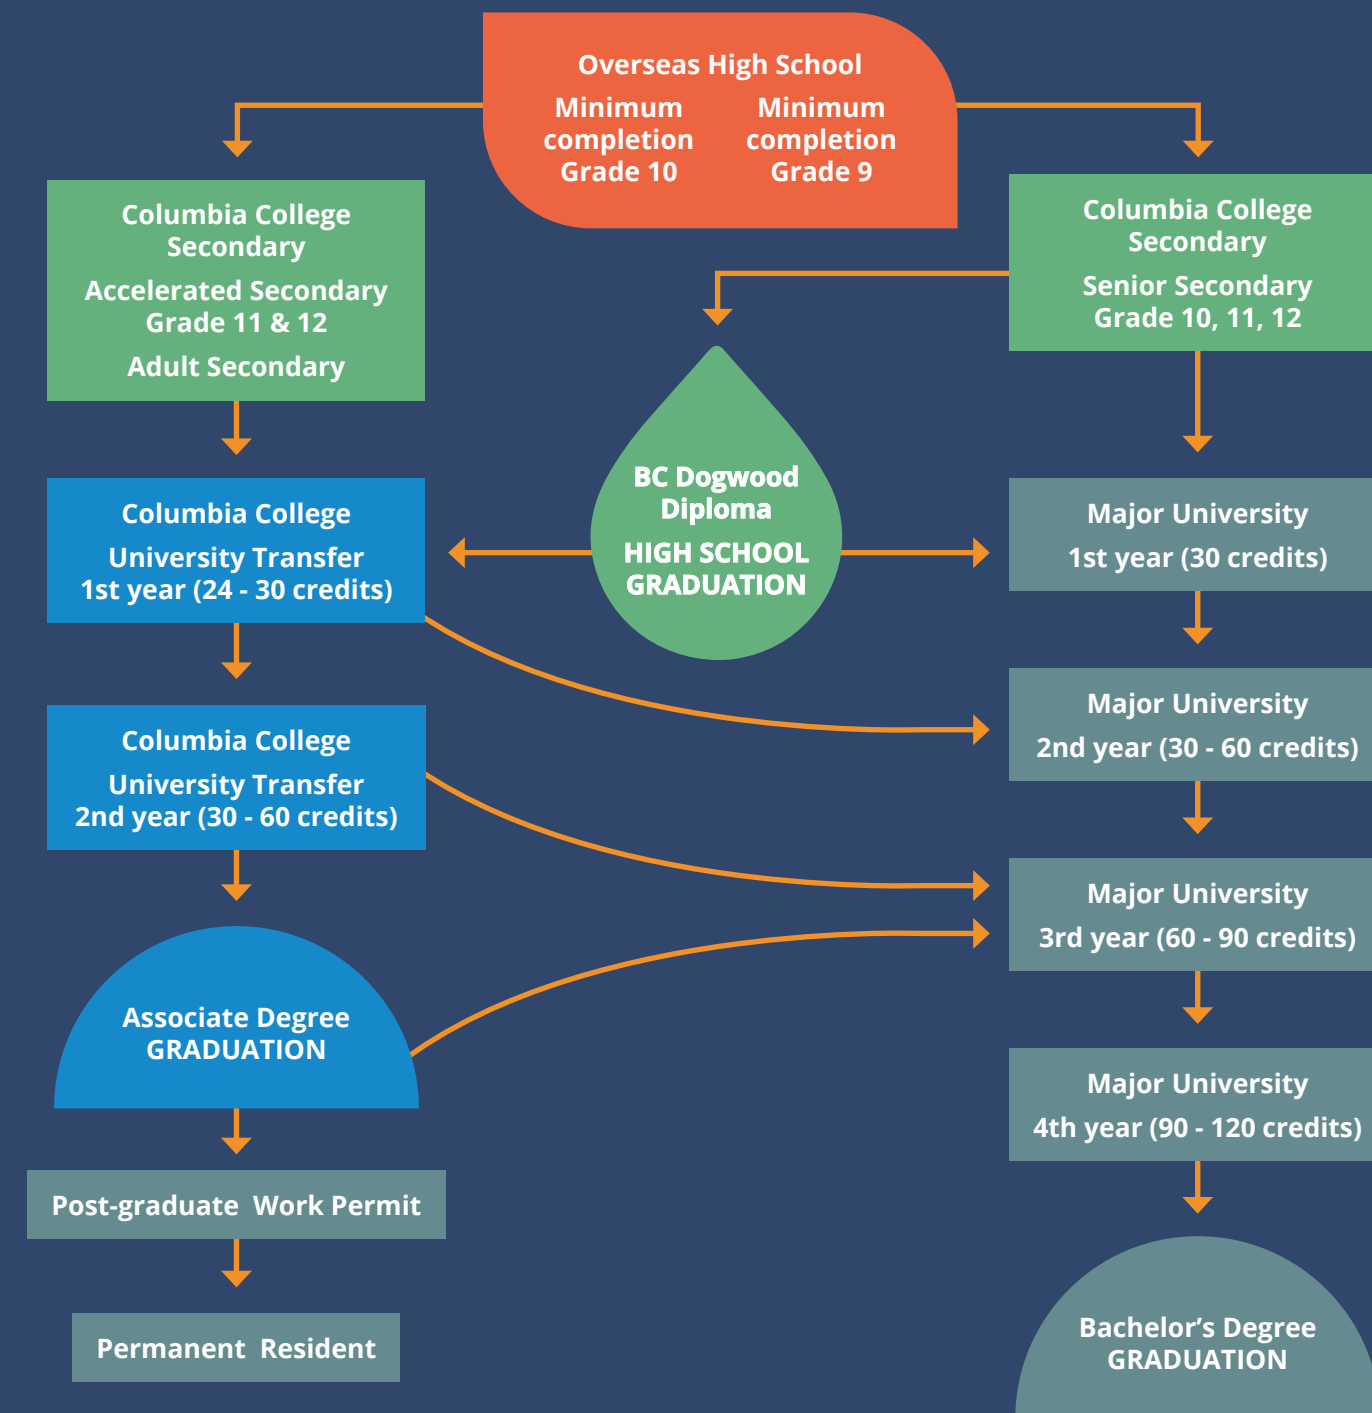 Overseas High School
Minimum
completion
Grade 10
Minimum
completion
Grade 9
Columbia College
Secondary
Accelerated Secondary
Grade 11 & 12
Adult Secondary
Columbia College
Secondary
Senior Secondary
Grade 10, 11, 12
BC Dogwood
Diploma
HIGH SCHOOL
GRADUATION
Columbia College
University Transfer
1st year (24 - 30 credits)
Major University
1st year (30 credits)
Columbia College
University Transfer
2nd year (30 - 60 credits)
Major University
2nd year (30 - 60 credits)
Major University
3rd year (60 - 90 credits)
Associate Degree
GRADUATION
Major University
4th year (90 - 120 credits)
Post-graduate Work Permit
Permanent Resident
Bachelor’s Degree
GRADUATION